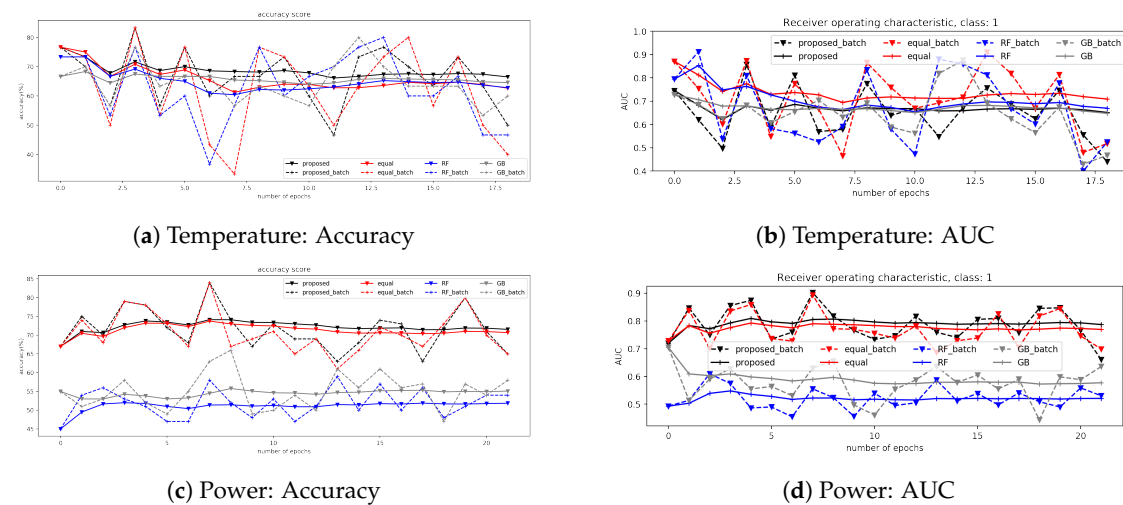 accuracy score
accuracy(%)
80
70
60
50
40
proposed equal RF GB
proposed_batch equal_batch RF_batch GB_batch
0.0 2.5 5.0 7.5 10.0 12.5 15.0 17.5
number of epochs
(a) Temperature: Accuracy
Receiver operating characteristic, class: 1
AUC
1.0
0.9
0.8
0.7
0.6
0.5
0.4
proposed_batch equal_batch RF_batch GB_batch
proposed equal RF GB
0.0 2.5 5.0 7.5 10.0 12.5 15.0 17.5
number of epochs
(b) Temperature: AUC
accuracy score
accuracy(%)
85
80
75
70
65
60
55
50
45
proposed equal RF GB
proposed_batch equal_batch RF_batch GB_batch
0 5 10 15 20
number of epochs
(c) Power: Accuracy
Receiver operating characteristic, class: 1
AUC
0.9
0.8
0.7
0.6
0.5
proposed_batch equal_batch RF_batch GB_batch
proposed equal RF GB
0 5 10 15 20
number of epochs
(d) Power: AUC